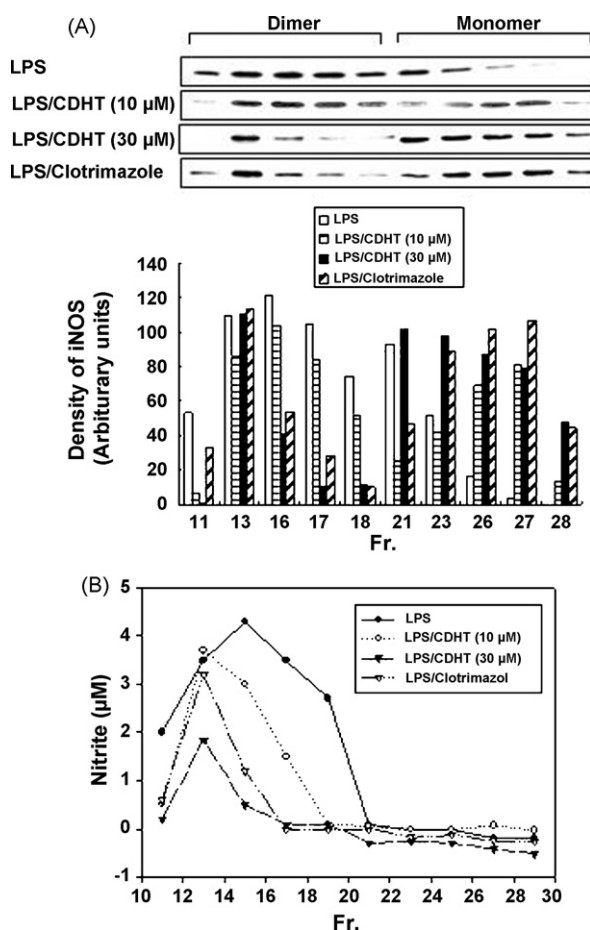 (A)
Dimer Monomer
LPS
LPS/CDHT (10 µM)
LPS/CDHT (30 µM)
LPS/Clotrimazole
LPS
LPS/CDHT (10 µM)
LPS/CDHT (30 µM)
LPS/Clotrimazole
Density of iNOS
(Arbiturary units)
140
120
100
80
60
40
20
0
11 13 16 17 18 21 23 26 27 28
Fr.
(B)
LPS
LPS/CDHT (10 µM)
LPS/CDHT (30 µM)
LPS/Clotrimazol
Nitrite (µM)
5
4
3
2
1
0
-1
10 12 14 16 18 20 22 24 26 28 30
Fr.